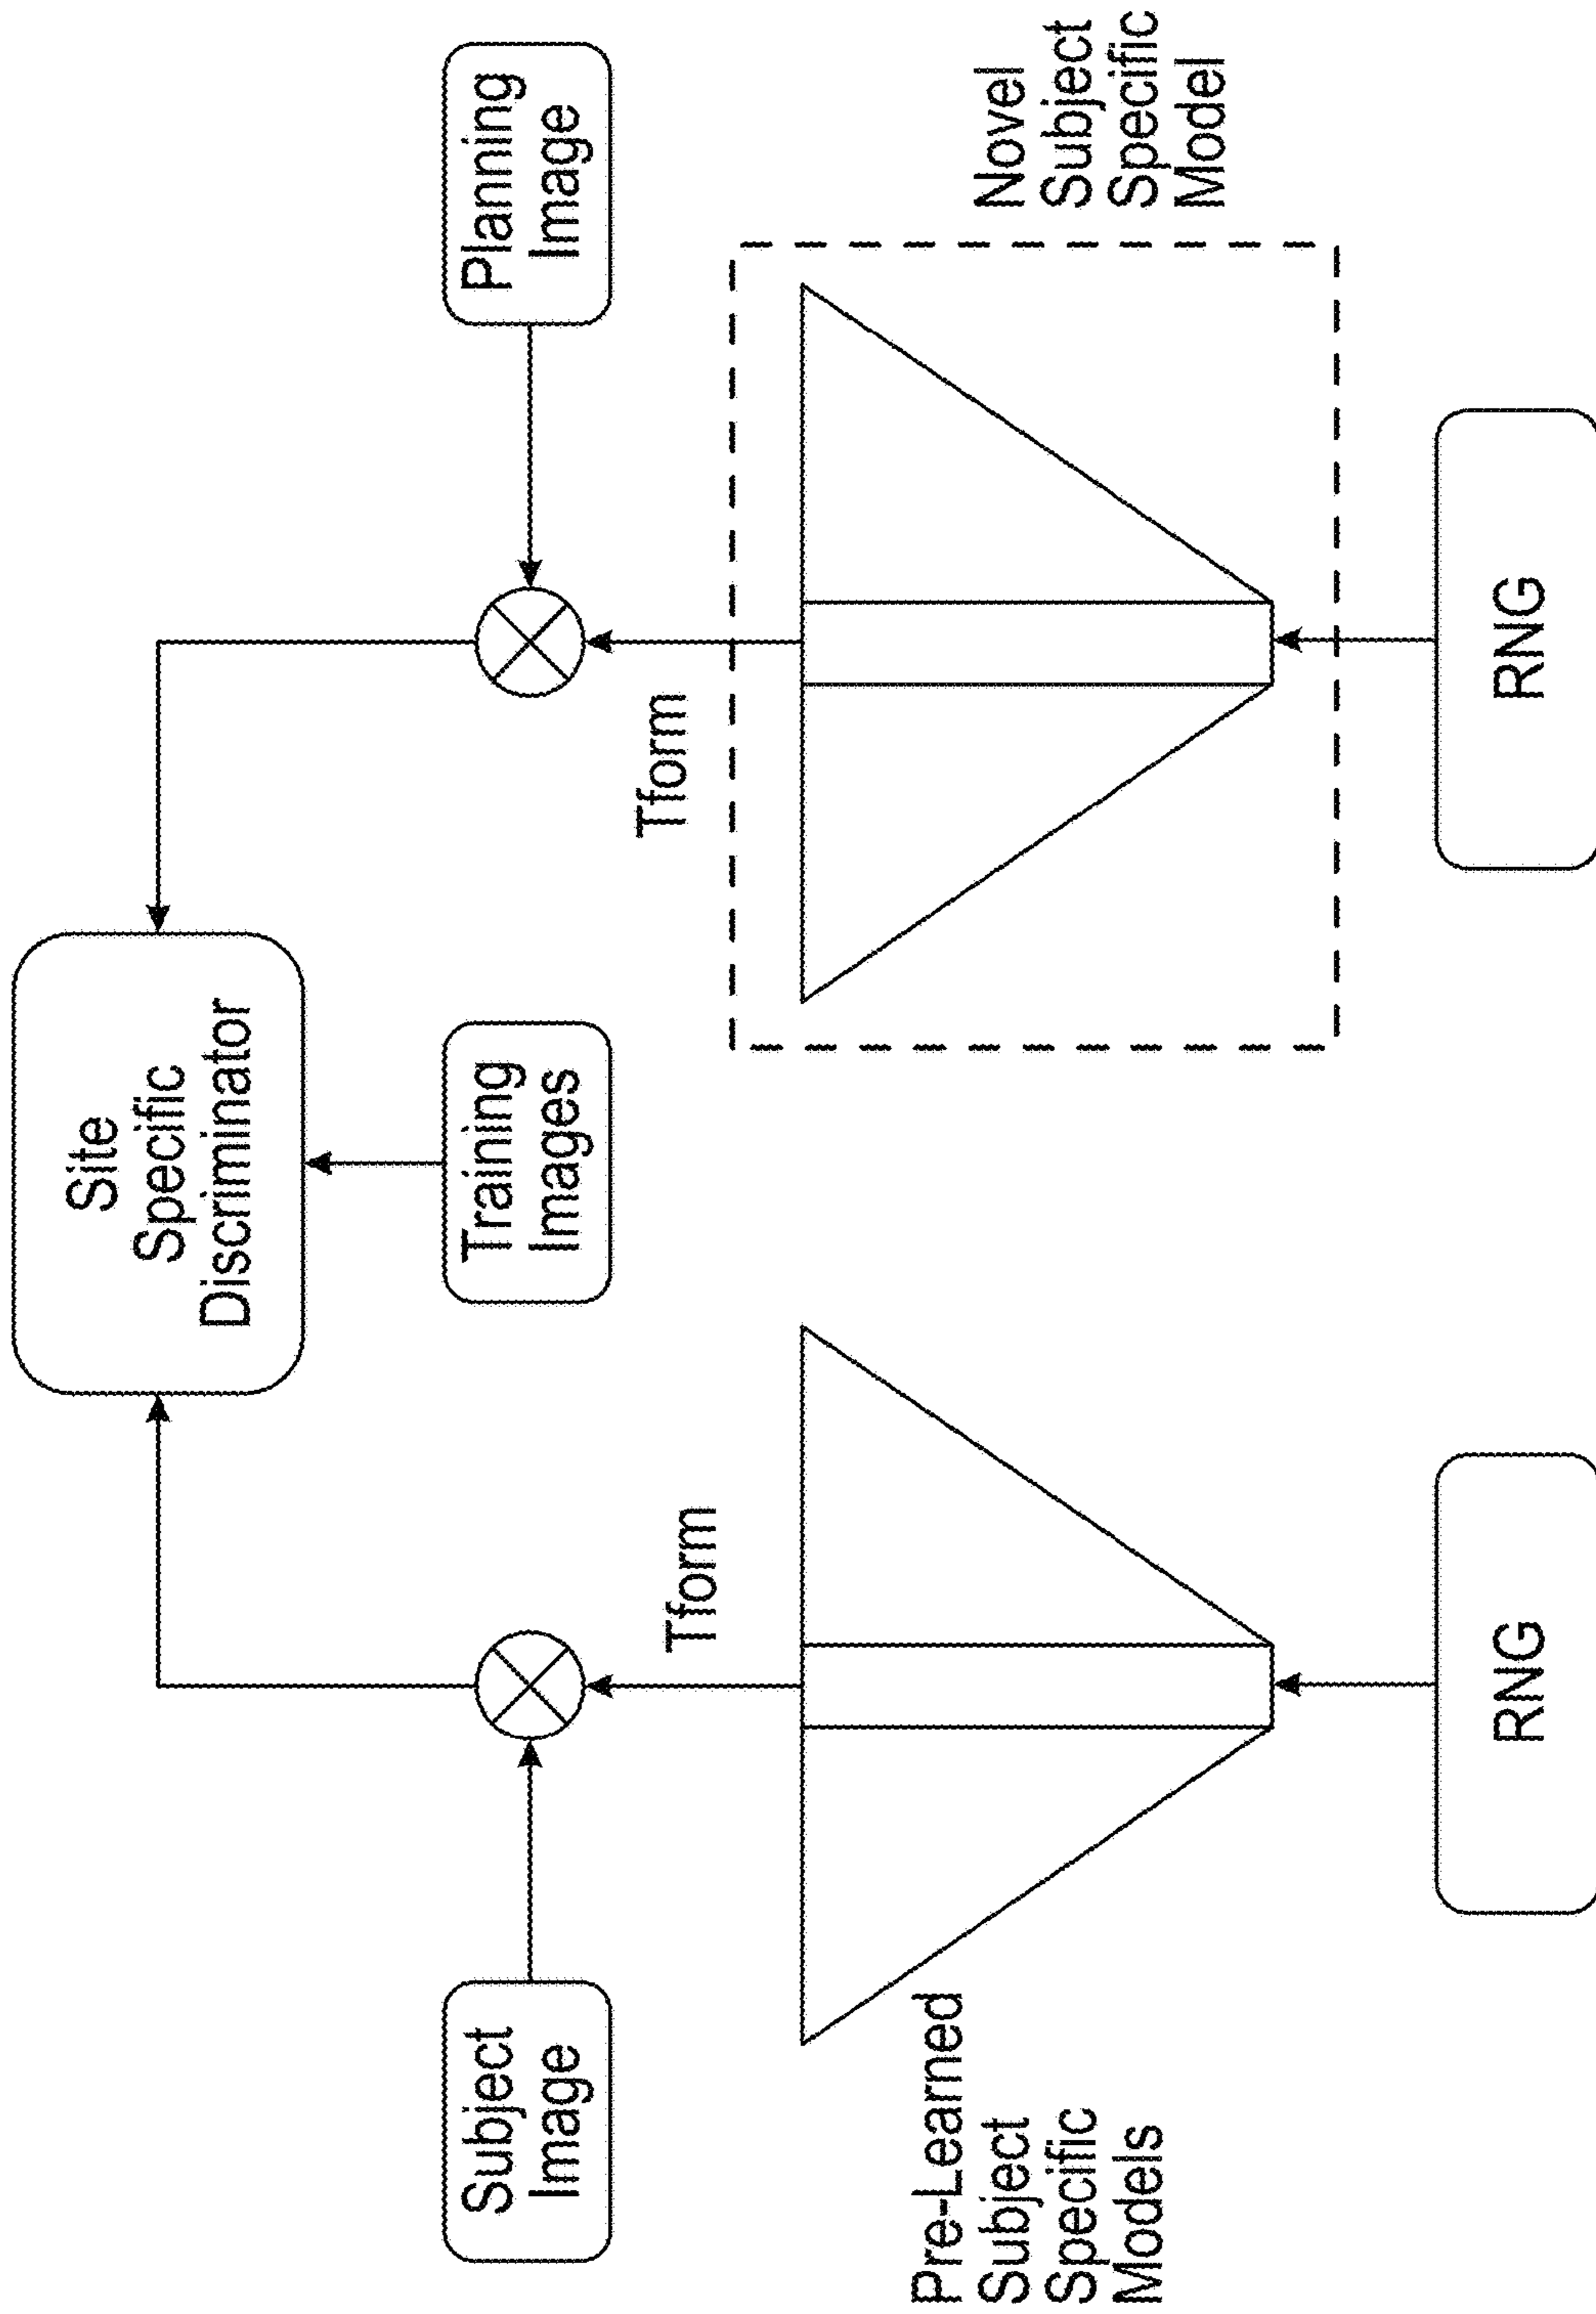 Site
Specific
Discriminator
Subject
Image
Training
Images
Planning
Image
Tform
Tform
Pre-Learned
Subject
Specific
Models
Novel
Subject
Specific
Model
RNG
RNG